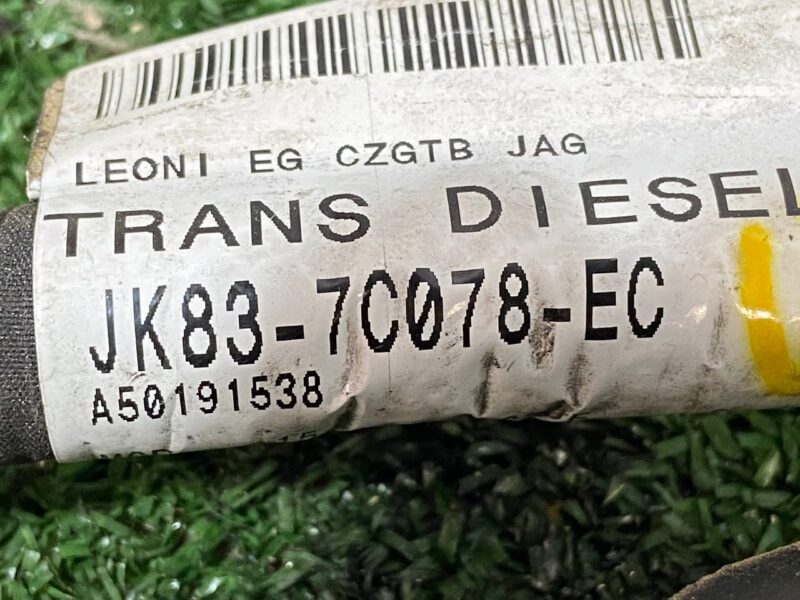 LEONI EG CZGTB JAG
TRANS DIESEL
JK83-7C078-EC
A50191538